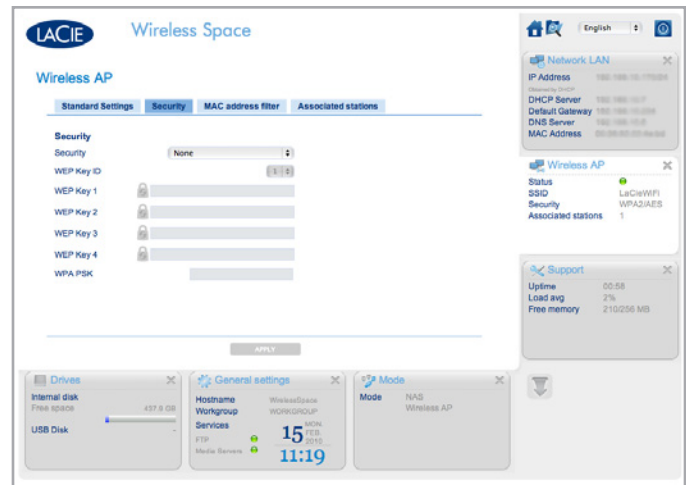 LACIE
Wireless Space
English
Wireless AP
Standard Settings Security MAC address filter Associated stations
Security
Security None
WEP Key ID 1
WEP Key 1
WEP Key 2
WEP Key 3
WEP Key 4
WPA PSK
APPLY
Network LAN
IP Address
Obtained by DHCP
DHCP Server
Default Gateway
DNS Server
MAC Address
Wireless AP
Status
SSID LaCieWiFi
Security WPA2/AES
Associated stations 1
Support
Uptime 00:58
Load avg 2%
Free memory 210/256 MB
Drives
Internal disk
Free space 437.9 GB
USB Disk -
General settings
Hostname WirelessSpace
Workgroup WORKGROUP
Services
FTP
Media Servers
15 MON. FEB. 2010
11:19
Mode
Mode NAS
Wireless AP